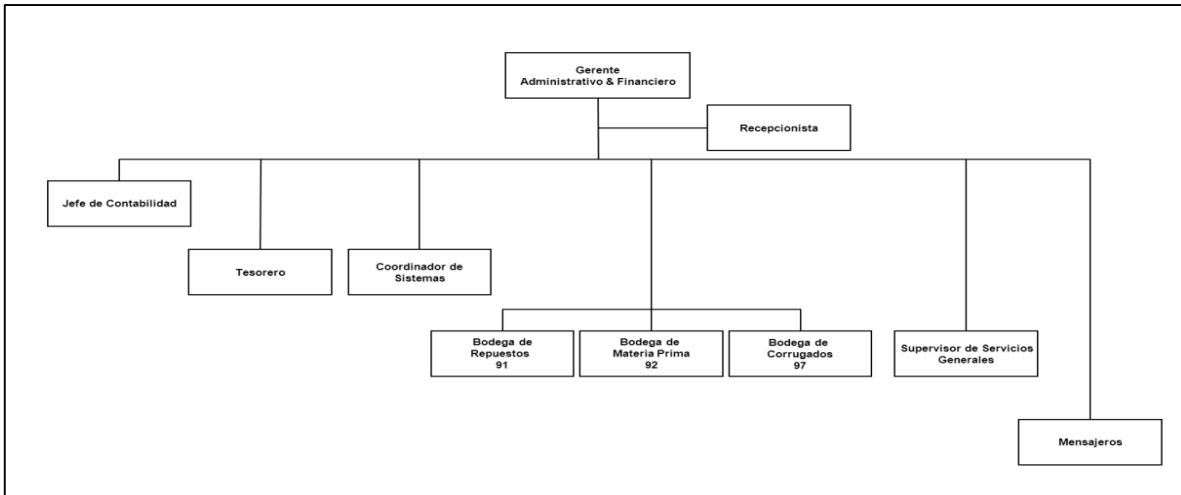 Gerente
Administrativo & Financiero
Recepcionista
Jefe de Contabilidad
Tesorero
Coordinador de
Sistemas
Bodega de
Repuestos
91
Bodega de
Materia Prima
92
Bodega de
Corrugados
97
Supervisor de Servicios
Generales
Mensajeros